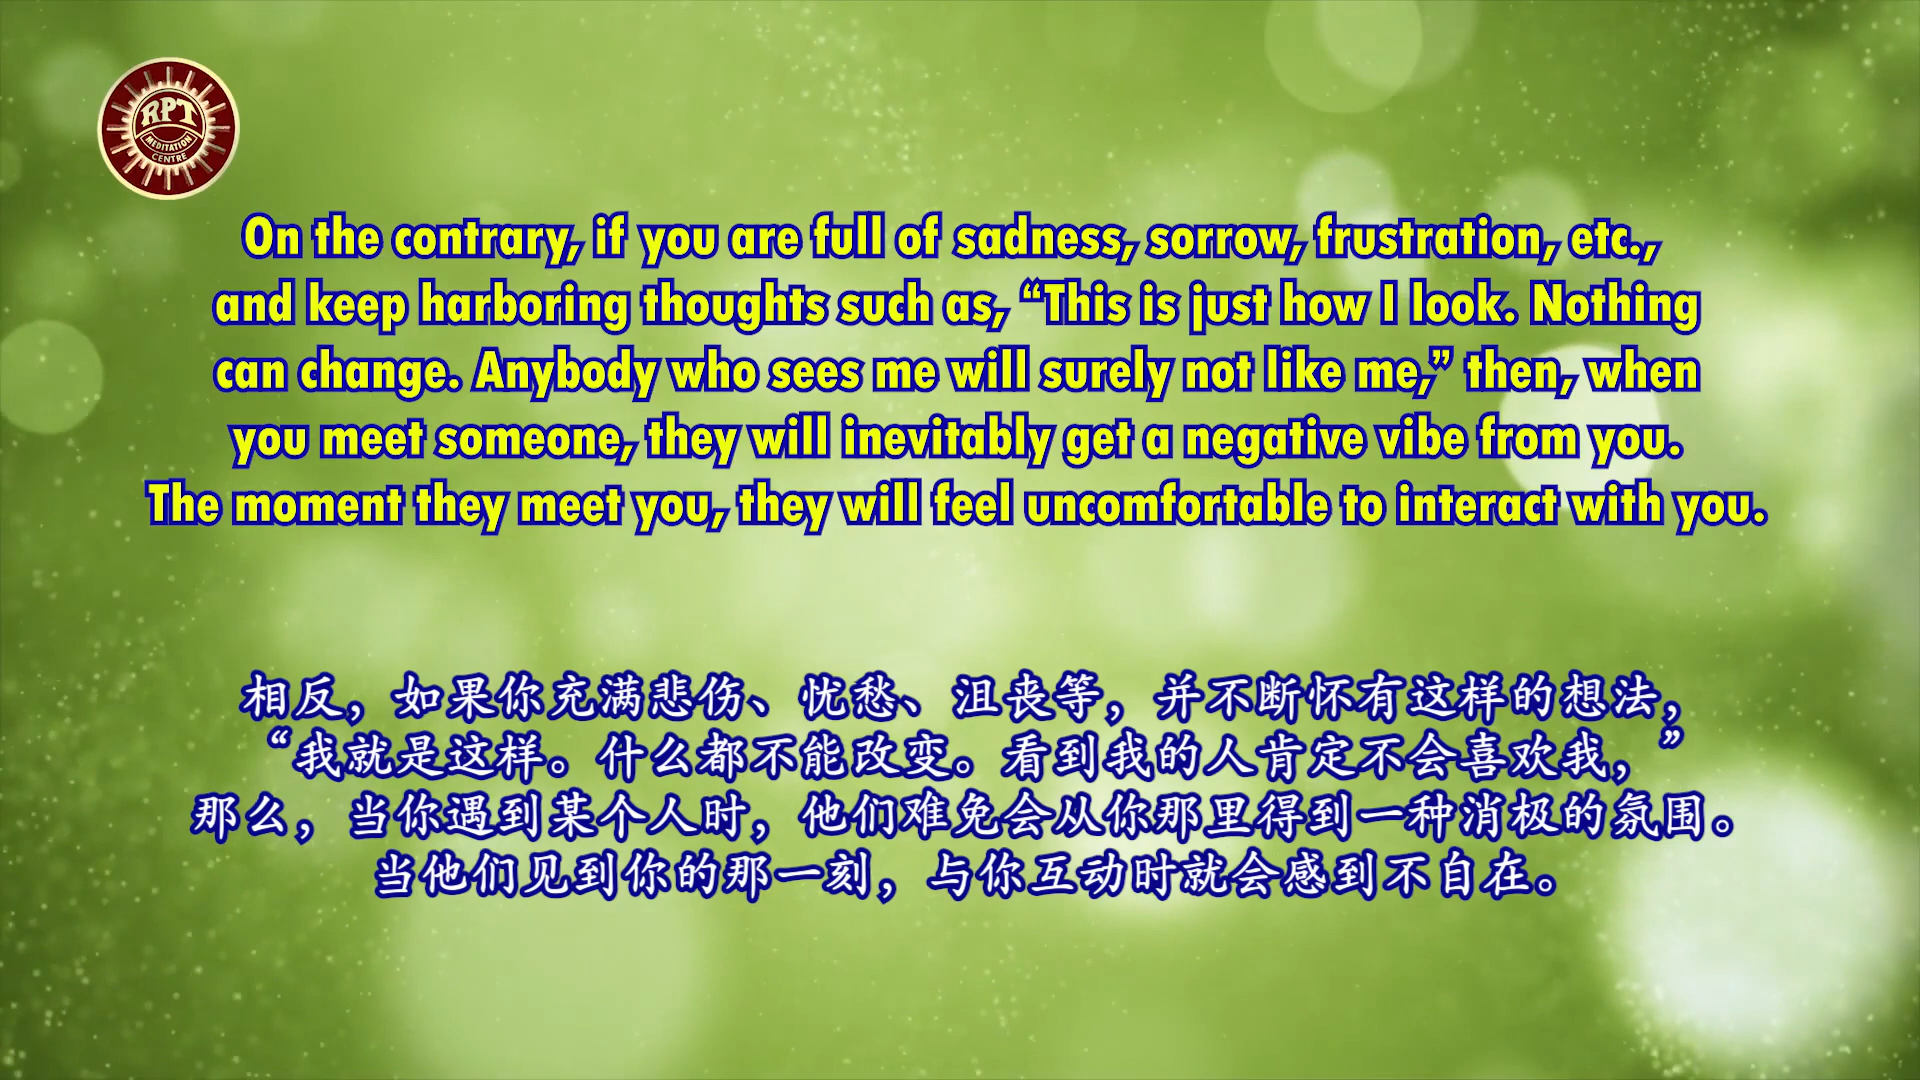 RPT
MEDITATION
CENTRE
On the contrary, if you are full of sadness, sorrow, frustration, etc.,
and keep harboring thoughts such as, “This is just how I look. Nothing
can change. Anybody who sees me will surely not like me,” then, when
you meet someone, they will inevitably get a negative vibe from you.
The moment they meet you, they will feel uncomfortable to interact with you.
相反，如果你充满悲伤、忧愁、沮丧等，并不断怀有这样的想法，
“我就是这样。什么都不能改变。看到我的人肯定不会喜欢我，”
那么，当你遇到某个人时，他们难免会从你那里得到一种消极的氛围。
当他们见到你的那一刻，与你互动时就会感到不自在。